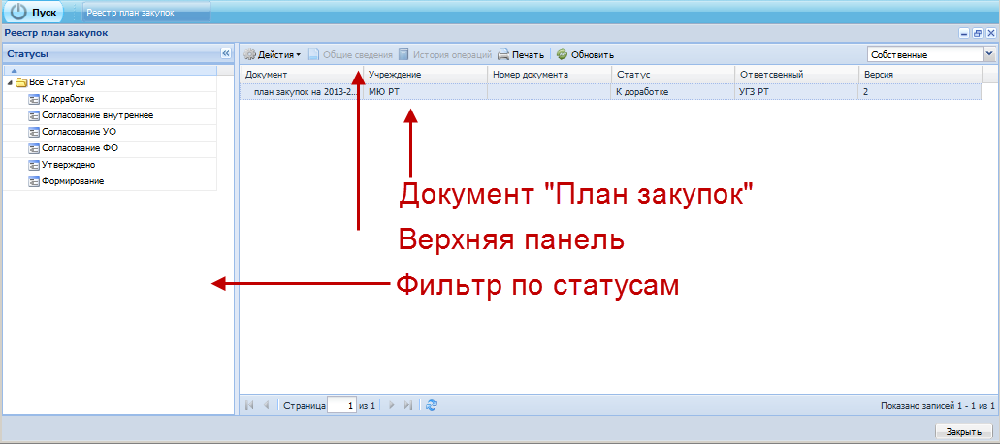 Пуск
Реестр план закупок
Реестр план закупок
Статусы
Все Статусы
К доработке
Согласование внутреннее
Согласование УО
Согласование ФО
Утверждено
Формирование
Дейстия Общие сведения История операций Печать Обновить Собственные
Документ Учреждение Номер документа Статус Ответсвенный Версия
план закупок на 2013-2... МЮ РТ К доработке УГЗ РТ 2
Документ "План закупок"
Верхняя панель
Фильтр по статусам
Страница 1 из 1 Показано записей 1 - 1 из 1
Закрыть